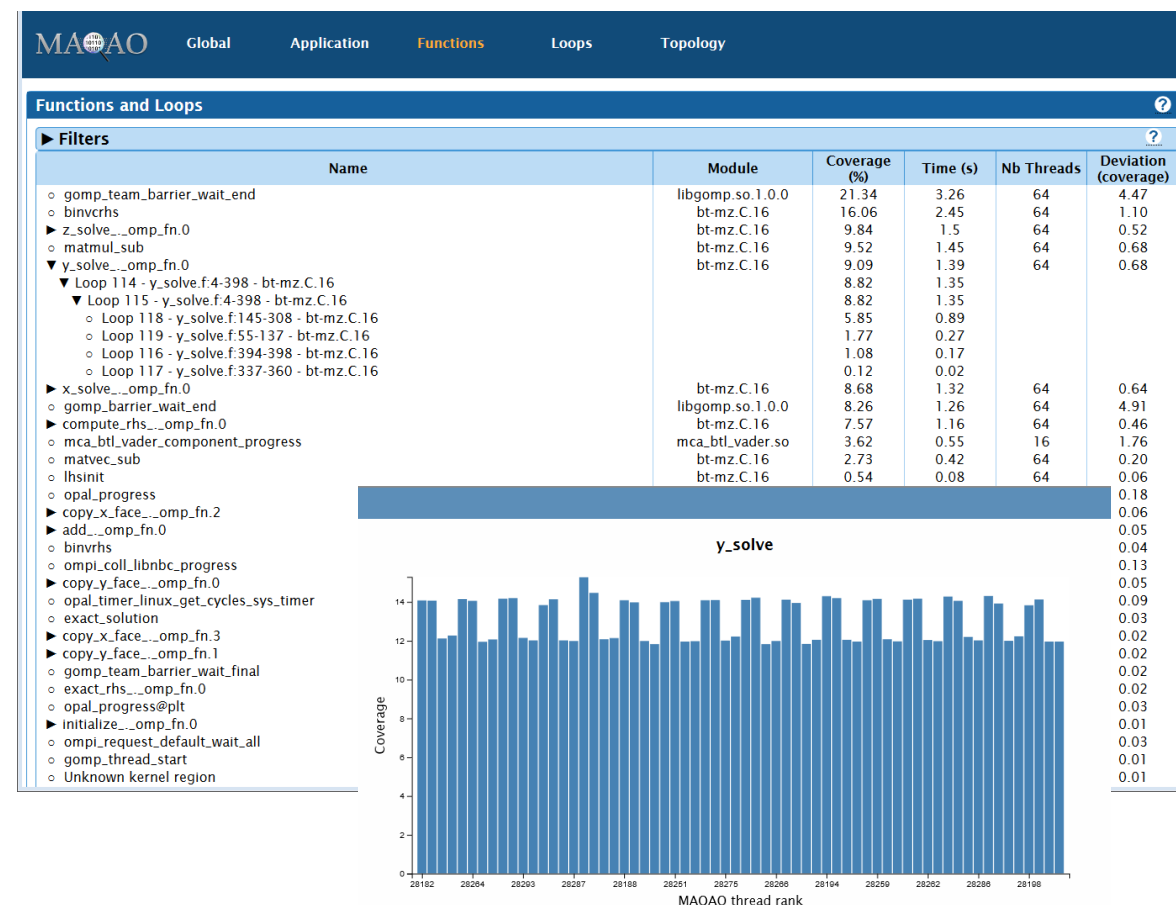 MAQAO Global Application Functions Loops Topology
Functions and Loops ?
▶ Filters ?
Name Module Coverage (%) Time (s) Nb Threads Deviation (coverage)
○ gomp_team_barrier_wait_end libgomp.so.1.0.0 21.34 3.26 64 4.47
○ binvcrhs bt-mz.C.16 16.06 2.45 64 1.10
▶ z_solve_._omp_fn.0 bt-mz.C.16 9.84 1.5 64 0.52
○ matmul_sub bt-mz.C.16 9.52 1.45 64 0.68
▼ y_solve_._omp_fn.0 bt-mz.C.16 9.09 1.39 64 0.68
▼ Loop 114 - y_solve.f:4-398 - bt-mz.C.16 8.82 1.35
▼ Loop 115 - y_solve.f:4-398 - bt-mz.C.16 8.82 1.35
○ Loop 118 - y_solve.f:145-308 - bt-mz.C.16 5.85 0.89
○ Loop 119 - y_solve.f:55-137 - bt-mz.C.16 1.77 0.27
○ Loop 116 - y_solve.f:394-398 - bt-mz.C.16 1.08 0.17
○ Loop 117 - y_solve.f:337-360 - bt-mz.C.16 0.12 0.02
▶ x_solve_._omp_fn.0 bt-mz.C.16 8.68 1.32 64 0.64
○ gomp_barrier_wait_end libgomp.so.1.0.0 8.26 1.26 64 4.91
▶ compute_rhs_._omp_fn.0 bt-mz.C.16 7.57 1.16 64 0.46
○ mca_btl_vader_component_progress mca_btl_vader.so 3.62 0.55 16 1.76
○ matvec_sub bt-mz.C.16 2.73 0.42 64 0.20
○ lhsinit bt-mz.C.16 0.54 0.08 64 0.06
○ opal_progress 0.18
▶ copy_x_face_._omp_fn.2 0.06
▶ add_._omp_fn.0 0.05
○ binvrhs 0.04
○ ompi_coll_libnbc_progress 0.13
▶ copy_y_face_._omp_fn.0 0.05
○ opal_timer_linux_get_cycles_sys_timer 0.09
○ exact_solution 0.03
▶ copy_x_face_._omp_fn.3 0.02
▶ copy_y_face_._omp_fn.1 0.02
○ gomp_team_barrier_wait_final 0.02
○ exact_rhs_._omp_fn.0 0.02
○ opal_progress@plt 0.03
▶ initialize_._omp_fn.0 0.01
○ ompi_request_default_wait_all 0.03
○ gomp_thread_start 0.01
○ Unknown kernel region 0.01
y_solve
14
12
10
8
6
4
2
0
Coverage
28182 28264 28293 28287 28188 28251 28275 28266 28194 28259 28262 28286 28198
MAQAO thread rank